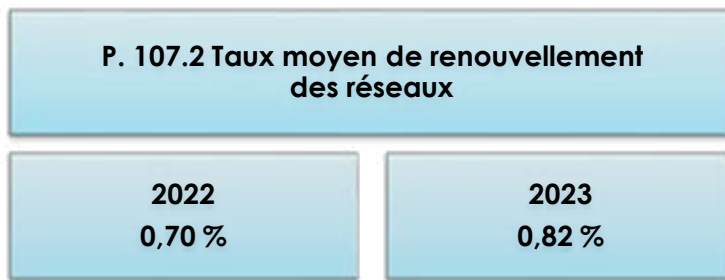 P. 107.2 Taux moyen de renouvellement
des réseaux
2022
0,70 %
2023
0,82 %